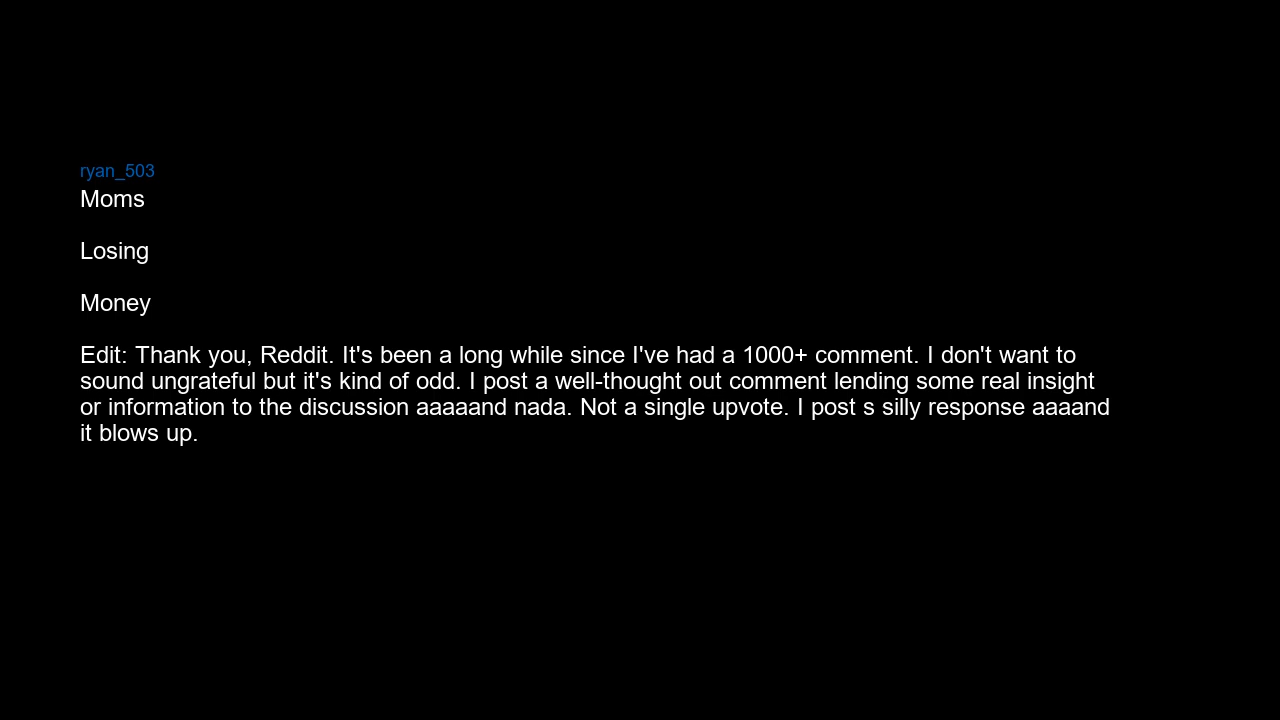 ryan_503
Moms
Losing
Money
Edit: Thank you, Reddit. It's been a long while since I've had a 1000+ comment. I don't want to
sound ungrateful but it's kind of odd. I post a well-thought out comment lending some real insight
or information to the discussion aaaaand nada. Not a single upvote. I post s silly response aaaand
it blows up.